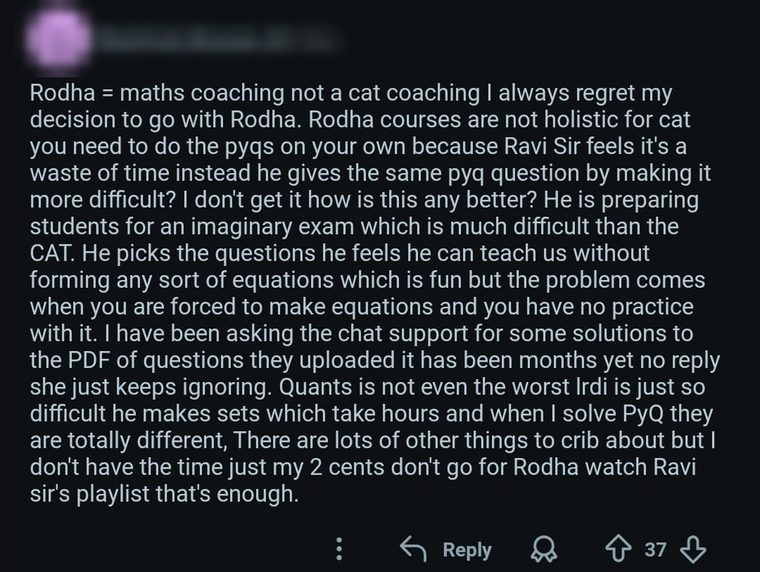 Rodha = maths coaching not a cat coaching I always regret my
decision to go with Rodha. Rodha courses are not holistic for cat
you need to do the pyqs on your own because Ravi Sir feels it's a
waste of time instead he gives the same pyq question by making it
more difficult? I don't get it how is this any better? He is preparing
students for an imaginary exam which is much difficult than the
CAT. He picks the questions he feels he can teach us without
forming any sort of equations which is fun but the problem comes
when you are forced to make equations and you have no practice
with it. I have been asking the chat support for some solutions to
the PDF of questions they uploaded it has been months yet no reply
she just keeps ignoring. Quants is not even the worst lrdi is just so
difficult he makes sets which take hours and when I solve PyQ they
are totally different, There are lots of other things to crib about but I
don't have the time just my 2 cents don't go for Rodha watch Ravi
sir's playlist that's enough.
Reply 37